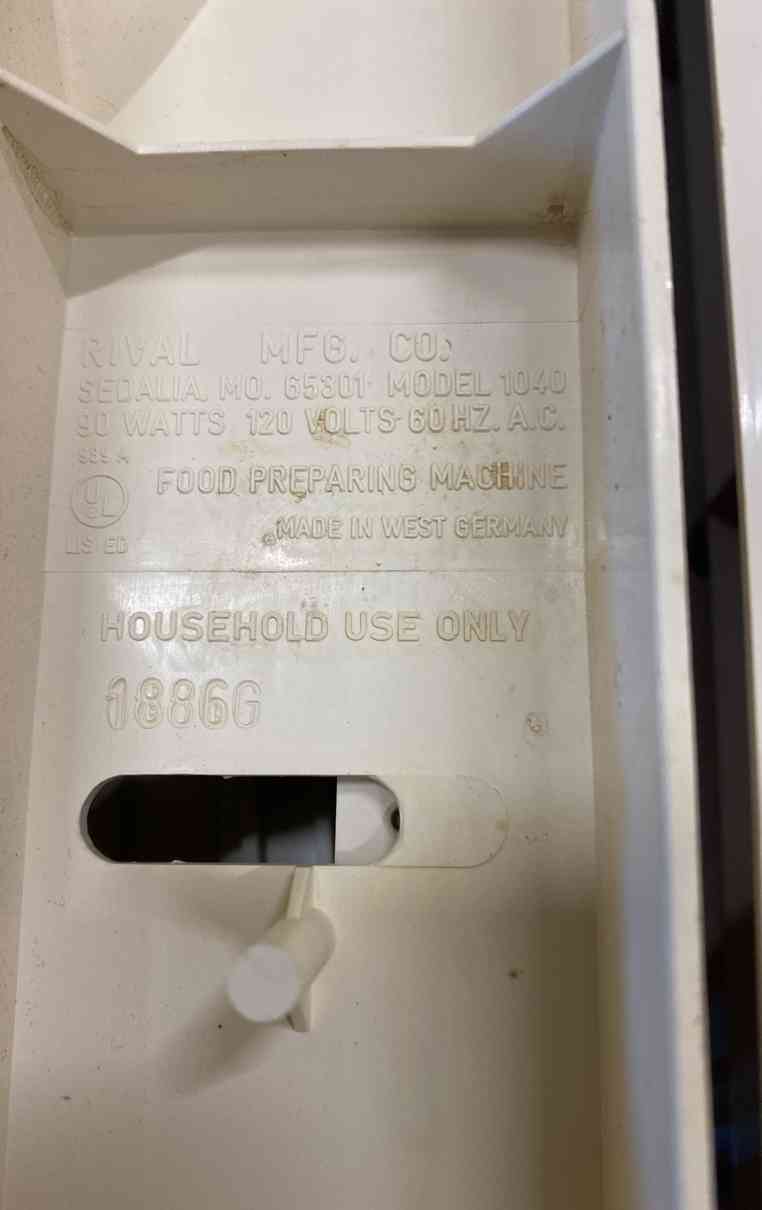 RIVAL MFG. CO.
SEDALIA, MO. 65301 MODEL 1040
90 WATTS 120 VOLTS 60 HZ. A.C.
FOOD PREPARING MACHINE
UL
MADE IN WEST GERMANY
LISTED
HOUSEHOLD USE ONLY
1886G